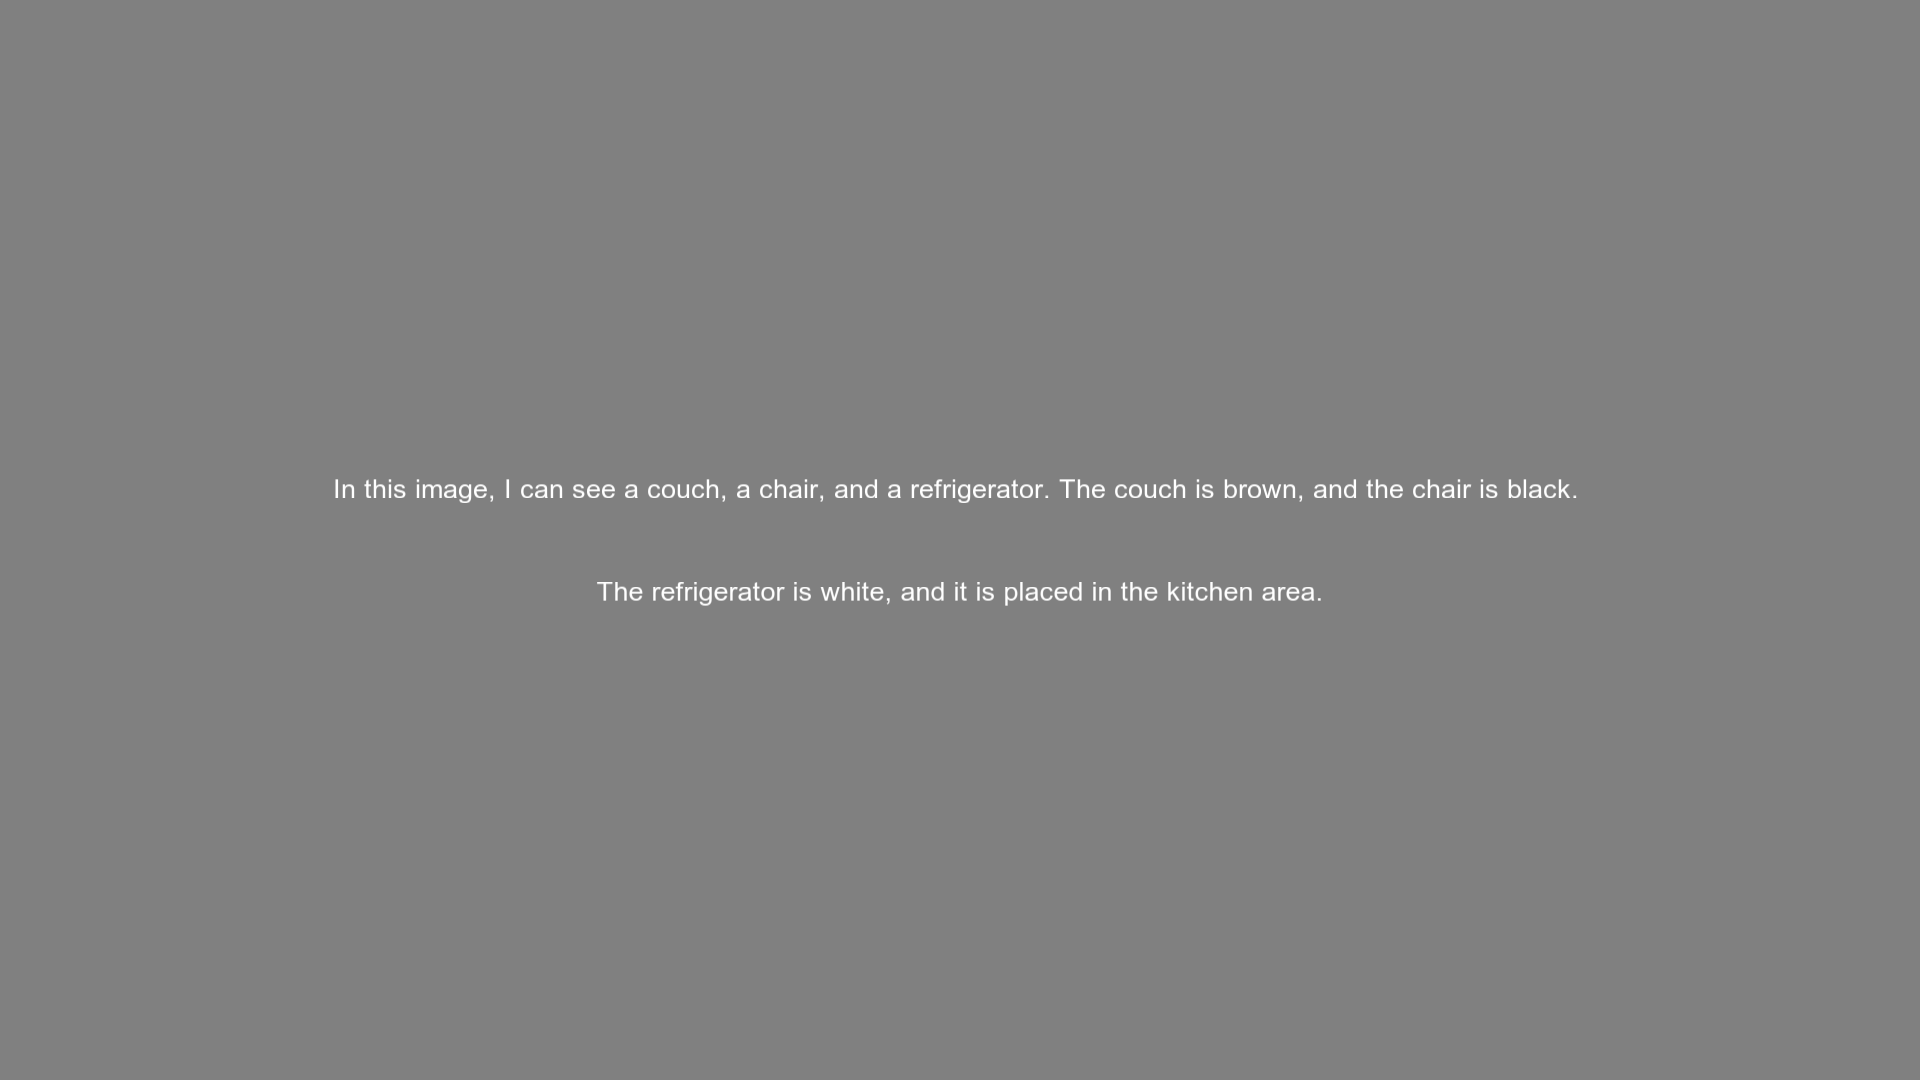 In this image, I can see a couch, a chair, and a refrigerator. The couch is brown, and the chair is black.
The refrigerator is white, and it is placed in the kitchen area.